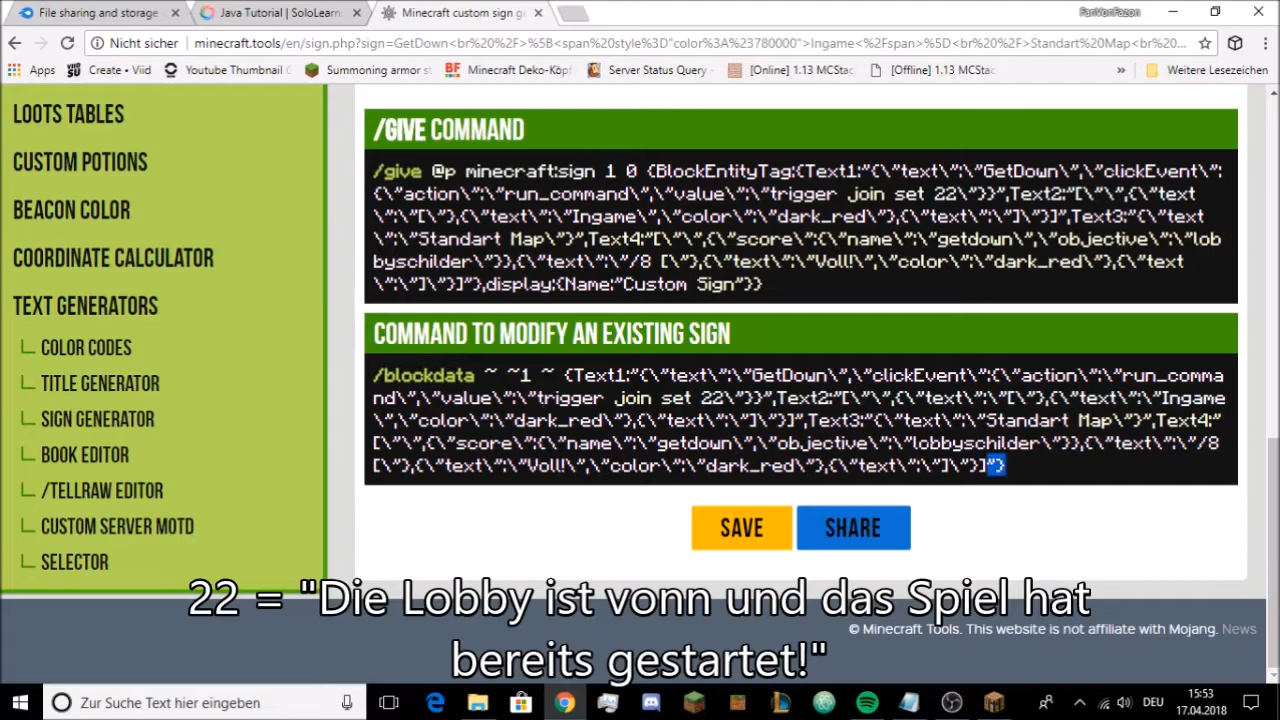 File sharing and storage
Java Tutorial | SoloLearn
Minecraft custom sign ge
FanVonFazon
Nicht sicher
minecraft.tools/en/sign.php?sign=GetDown<br%20%2F>%5B<span%20style%3D"color%3A%23780000">Ingame<%2Fspan>%5D<br%20%2F>Standart%20Map<br%20...
Apps
Create • Viid
Youtube Thumbnail
Summoning armor st
Minecraft Deko-Köpf
Server Status Query -
[Online] 1.13 MCStac
[Offline] 1.13 MCStac
»
Weitere Lesezeichen
LOOTS TABLES
CUSTOM POTIONS
BEACON COLOR
COORDINATE CALCULATOR
TEXT GENERATORS
COLOR CODES
TITLE GENERATOR
SIGN GENERATOR
BOOK EDITOR
/TELLRAW EDITOR
CUSTOM SERVER MOTD
SELECTOR
/GIVE COMMAND
/give @p minecraft:sign 1 0 {BlockEntityTag:{Text1:"{\"text\":\"GetDown\",\"clickEvent\":
{\"action\":\"run_command\",\"value\":\"trigger join set 22\"}}",Text2:"[\"\",{\"text
\":\"[\"},{\"text\":\"Ingame\",\"color\":\"dark_red\"},{\"text\":\"]\"}]",Text3:"{\"text
\":\"Standart Map\"}",Text4:"[\"\",{\"score\":{\"name\":\"getdown\",\"objective\":\"lob
byschilder\"}},{\"text\":\"/8 [\"},{\"text\":\"Voll!\",\"color\":\"dark_red\"},{\"text
\":\"]\"}]"},display:{Name:"Custom Sign"}}
COMMAND TO MODIFY AN EXISTING SIGN
/blockdata ~ ~1 ~ {Text1:"{\"text\":\"GetDown\",\"clickEvent\":{\"action\":\"run_comma
nd\",\"value\":\"trigger join set 22\"}}",Text2:"[\"\",{\"text\":\"[\"},{\"text\":\"Ingame
\",\"color\":\"dark_red\"},{\"text\":\"]\"}]",Text3:"{\"text\":\"Standart Map\"}",Text4:"
[\"\",{\"score\":{\"name\":\"getdown\",\"objective\":\"lobbyschilder\"}},{\"text\":\"/8
[\"},{\"text\":\"Voll!\",\"color\":\"dark_red\"},{\"text\":\"]\"}]"}
SAVE
SHARE
22 = "Die Lobby ist vonn und das Spiel hat
bereits gestartet!"
© Minecraft Tools. This website is not affiliate with Mojang. News
Zur Suche Text hier eingeben
DEU
15:53
17.04.2018